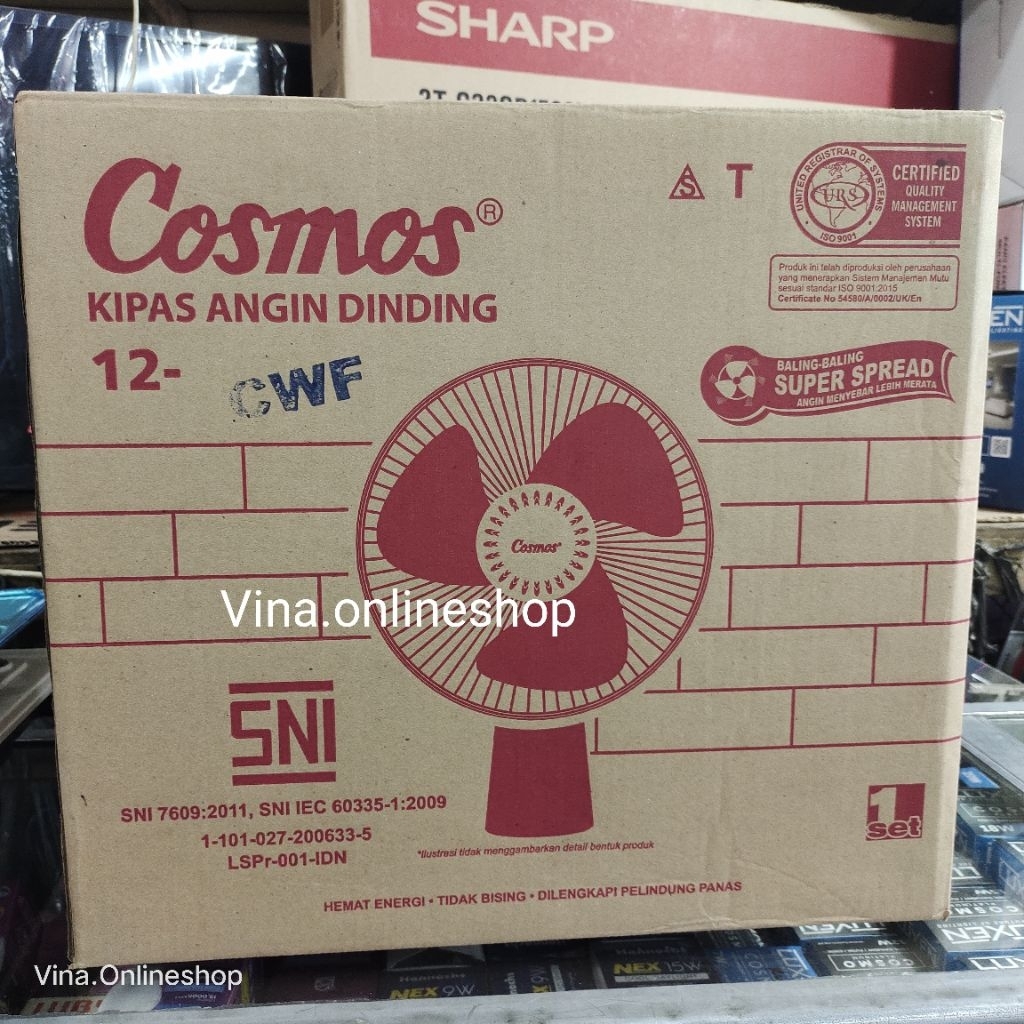 SHARP
Cosmos®
KIPAS ANGIN DINDING
12- CWF
S T
UNITED REGISTRAR OF SYSTEMS
URS
ISO 9001
CERTIFIED
QUALITY
MANAGEMENT
SYSTEM
Produk ini telah diproduksi oleh perusahaan
yang menerapkan Sistem Manajemen Mutu
sesuai standar ISO 9001:2015
Certificate No 54580/A/0002/UK/En
BALING-BALING
SUPER SPREAD
ANGIN MENYEBAR LEBIH MERATA
Cosmos®
Vina.onlineshop
SNI
SNI 7609:2011, SNI IEC 60335-1:2009
1-101-027-200633-5
LSPr-001-IDN
*Ilustrasi tidak menggambarkan detail bentuk produk
1
set
HEMAT ENERGI • TIDAK BISING • DILENGKAPI PELINDUNG PANAS
Vina.Onlineshop
NEX 9W
NEX 15W
COSMO
18W